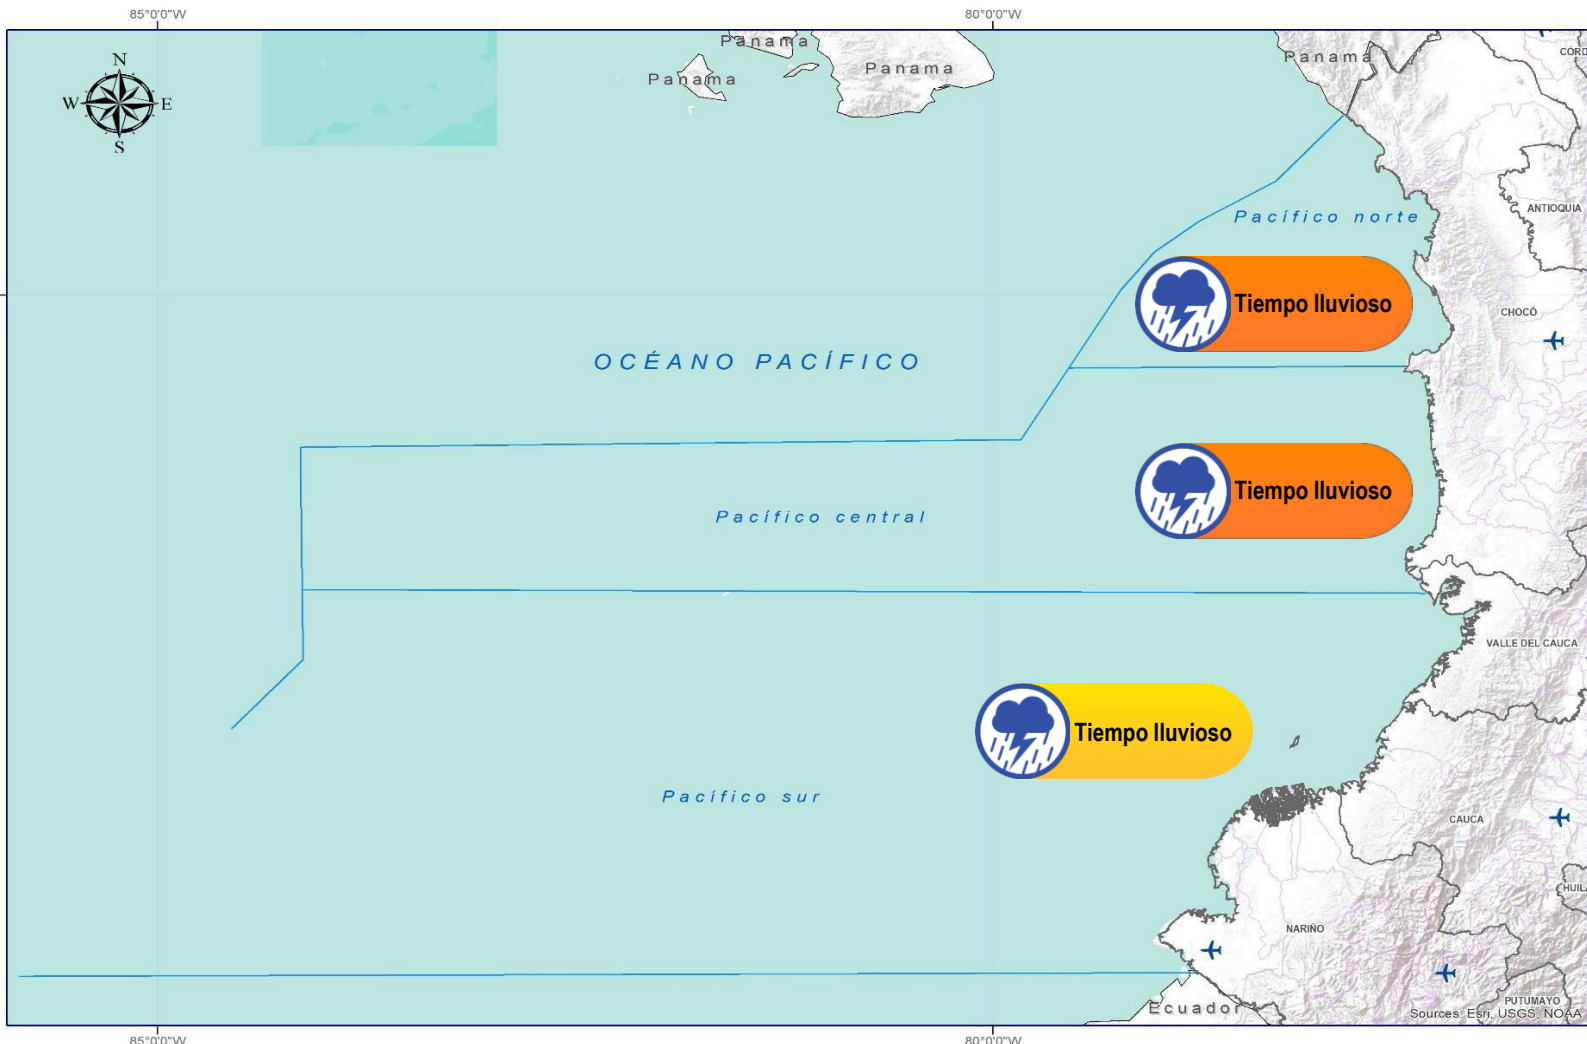 85°0'0"W
80°0'0"W
N
W
E
S
Panama
Panama
Panama
Panama
CORD
ANTIOQUIA
Pacífico norte
Tiempo lluvioso
CHOCÓ
OCÉANO PACÍFICO
Tiempo lluvioso
Pacífico central
VALLE DEL CAUCA
Tiempo lluvioso
Pacífico sur
CAUCA
HUILA
NARIÑO
PUTUMAYO
Ecuador
Sources: Esri, USGS, NOAA
85°0'0"W
80°0'0"W